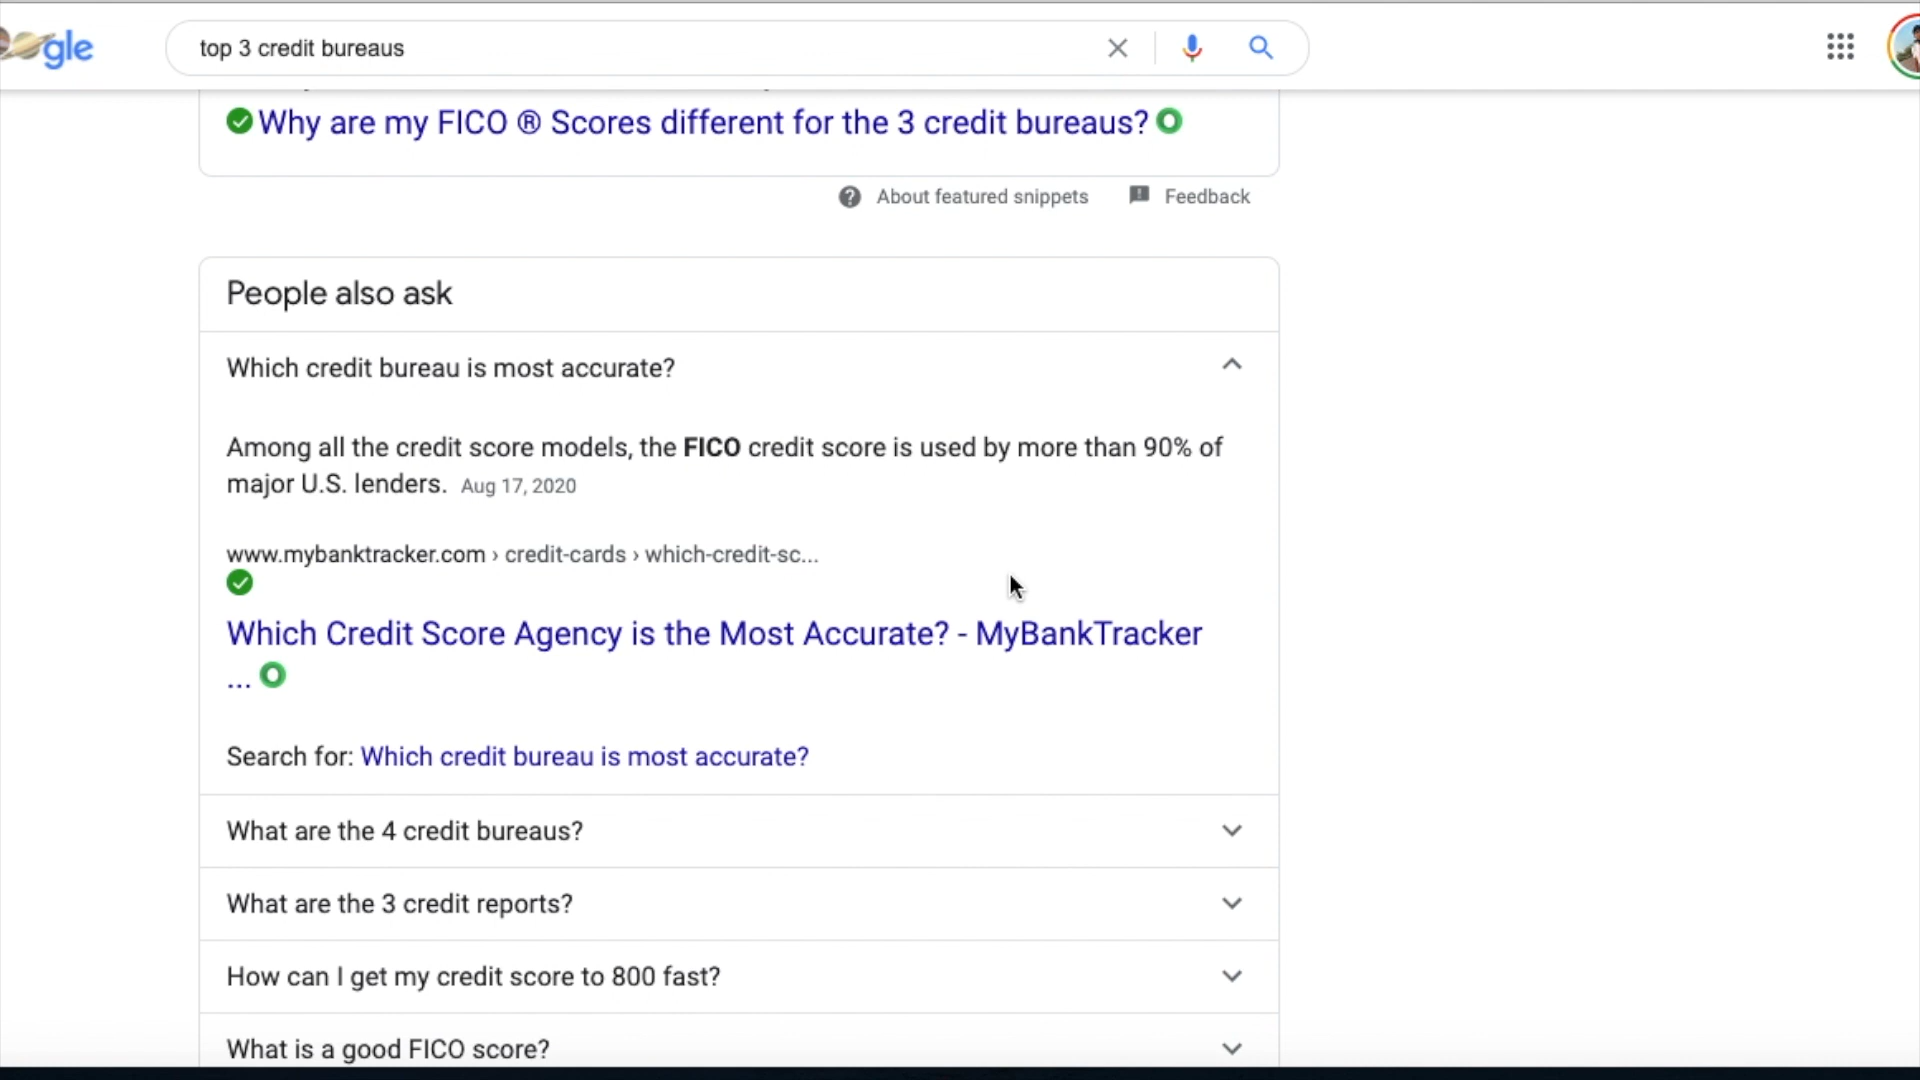 gle
top 3 credit bureaus
Why are my FICO ® Scores different for the 3 credit bureaus?
About featured snippets Feedback
People also ask
Which credit bureau is most accurate?
Among all the credit score models, the FICO credit score is used by more than 90% of
major U.S. lenders. Aug 17, 2020
www.mybanktracker.com › credit-cards › which-credit-sc...
Which Credit Score Agency is the Most Accurate? - MyBankTracker
...
Search for: Which credit bureau is most accurate?
What are the 4 credit bureaus?
What are the 3 credit reports?
How can I get my credit score to 800 fast?
What is a good FICO score?